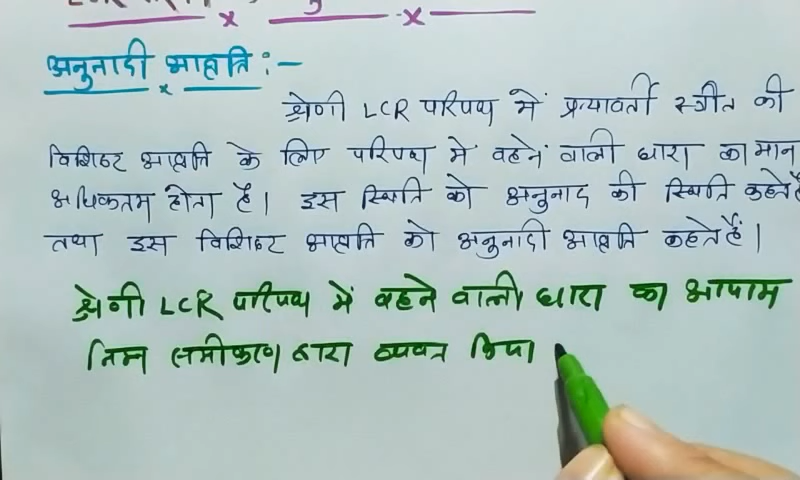 अनुनादी आवृत्ति :-
श्रेणी LCR परिपथ में प्रत्यावर्ती स्त्रोत की
विशिष्ट आवृत्ति के लिए परिपथ में बहने वाली धारा का मान
अधिकतम होता है। इस स्थिति को अनुनाद की स्थिति कहते है
तथा इस विशिष्ट आवृत्ति को अनुनादी आवृत्ति कहते हैं।
श्रेणी LCR परिपथ में बहने वाली धारा का आयाम
निम्न समीकरण द्वारा व्यक्त किया